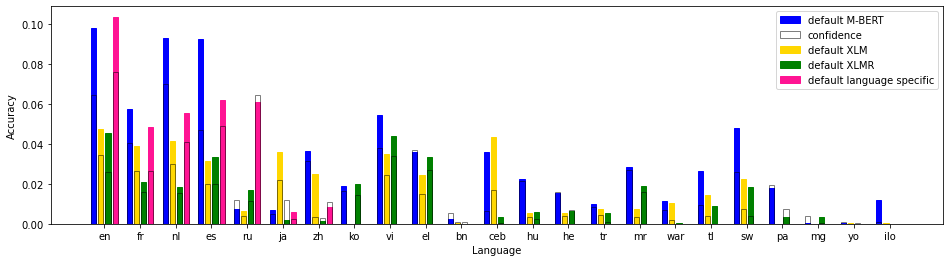 0.10
0.08
0.06
0.04
0.02
0.00
Accuracy
default M-BERT
confidence
default XLM
default XLMR
default language specific
en fr nl es ru ja zh ko vi el bn ceb hu he tr mr war tl sw pa mg yo ilo
Language